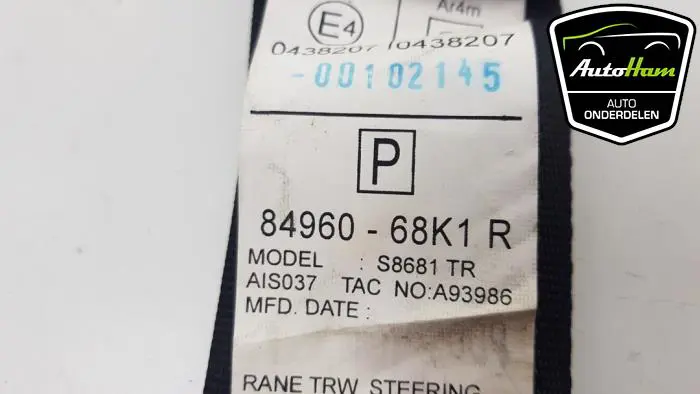 E4
Ar4m
0438207 0438207
-00102145
P
84960 - 68K1 R
MODEL : S8681 TR
AIS037 TAC NO:A93986
MFD. DATE :
RANE TRW STEERING
AutoHam
AUTO
ONDERDELEN